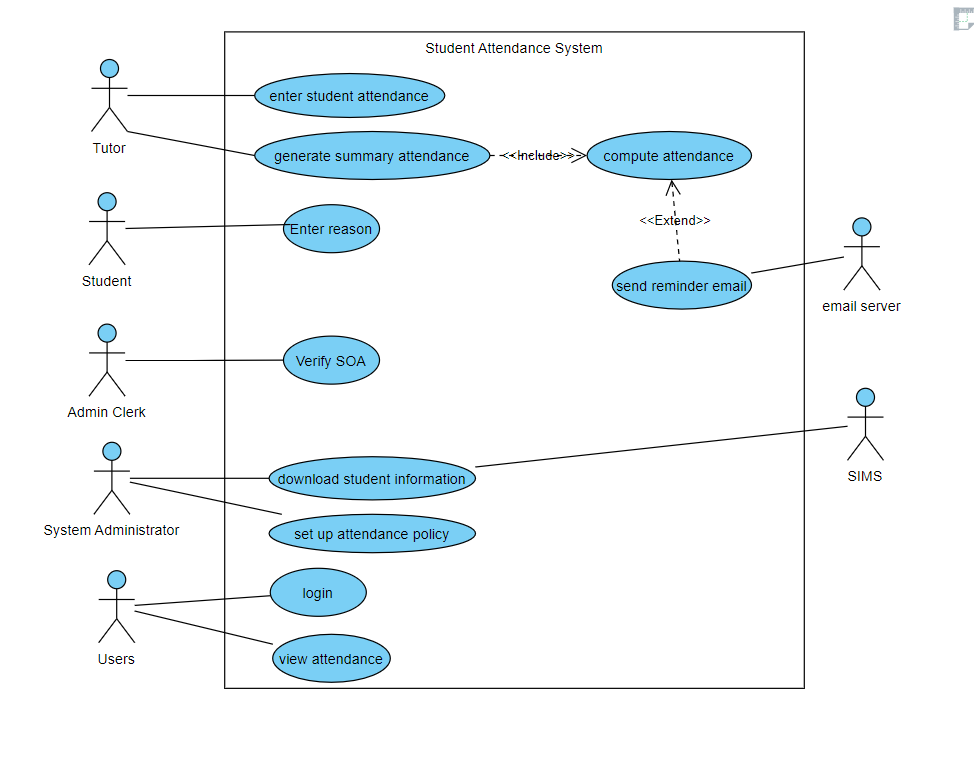 Student Attendance System
enter student attendance
Tutor
generate summary attendance
<<Include>>
compute attendance
<<Extend>>
Enter reason
Student
send reminder email
email server
Verify SOA
Admin Clerk
download student information
SIMS
System Administrator
set up attendance policy
login
Users
view attendance